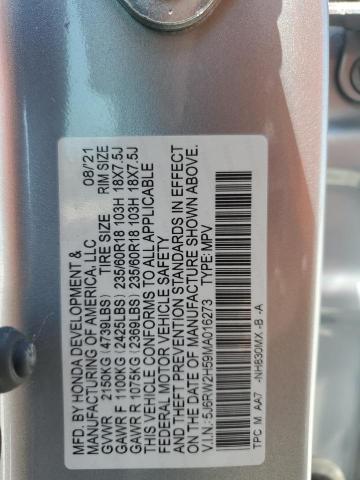 MFD. BY HONDA DEVELOPMENT &
MANUFACTURING OF AMERICA, LLC 08/'21
GVWR 2150KG (4739LBS) TIRE SIZE RIM SIZE
GAWR F 1100KG (2425LBS) 235/60R18 103H 18X7.5J
GAWR R 1075KG (2369LBS) 235/60R18 103H 18X7.5J
THIS VEHICLE CONFORMS TO ALL APPLICABLE
FEDERAL MOTOR VEHICLE SAFETY, BUMPER, AND
THEFT PREVENTION STANDARDS IN EFFECT ON
THE DATE OF MANUFACTURE SHOWN ABOVE.
V.I.N.: 5J6RW2H59MA016273 TYPE: MPV
TPC M AA7 -NH830MX -B -A